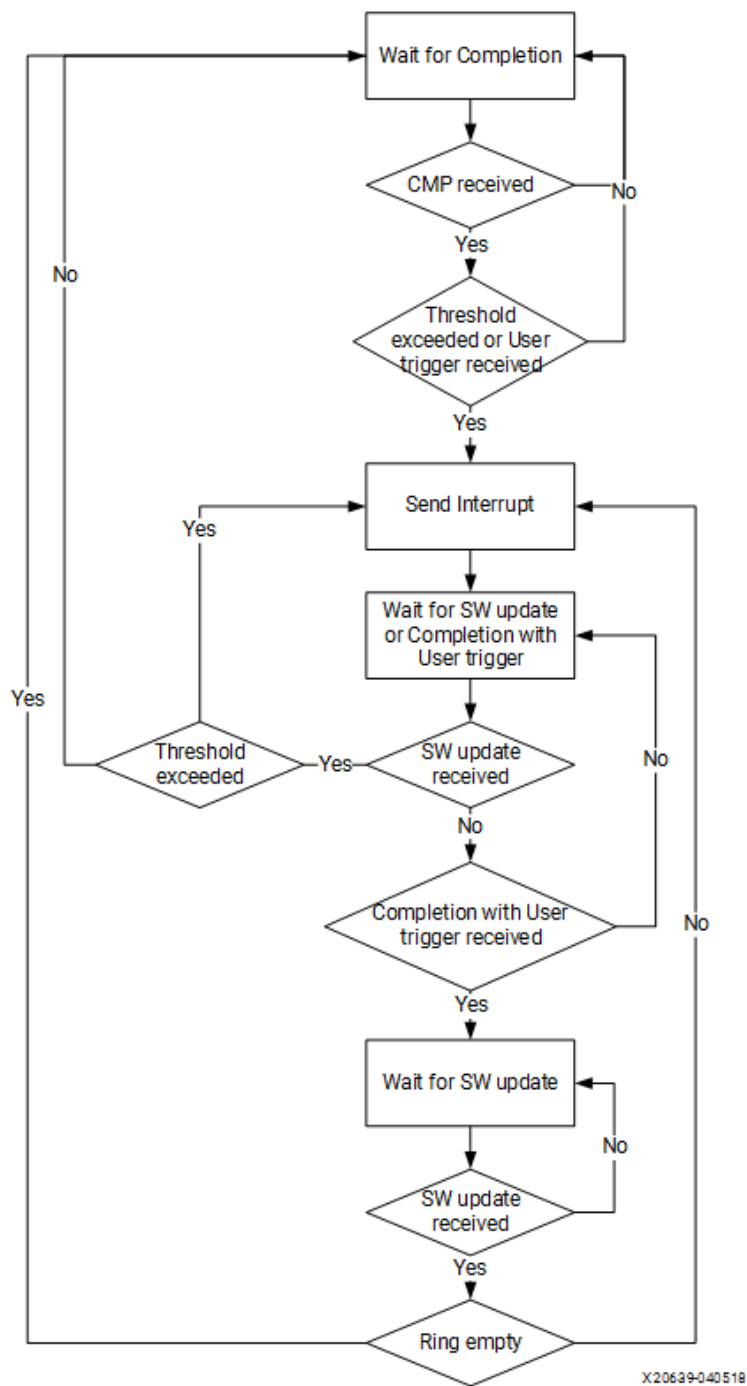 Wait for Completion
CMP received
No
Yes
No
Threshold
exceeded or User
trigger received
Yes
Send Interrupt
Yes
Wait for SW update
or Completion with
User trigger
Yes
No
Threshold
exceeded
Yes
SW update
received
No
Completion with User
trigger received
No
Yes
Wait for SW update
No
SW update
received
Yes
Ring empty
X20639-040518